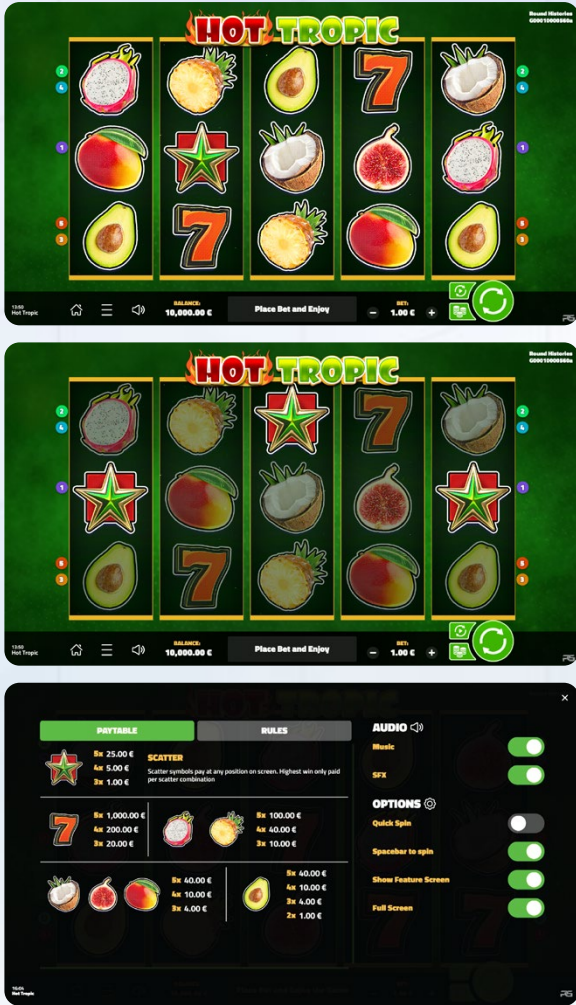 HOT TROPIC
Round Histories
2
4
2
4
1
1
5
3
5
3
13:50
Hot Tropic
BALANCE:
10,000.00 €
Place Bet and Enjoy
BET:
1.00 €
HOT TROPIC
Round Histories
2
4
2
4
1
1
5
3
5
3
13:50
Hot Tropic
BALANCE:
10,000.00 €
Place Bet and Enjoy
BET:
1.00 €
PAYTABLE
RULES
5x 25.00 €
4x 5.00 €
3x 1.00 €
SCATTER
Scatter symbols pay at any position on screen. Highest win only paid
per scatter combination
5x 1,000.00 €
4x 200.00 €
3x 20.00 €
5x 100.00 €
4x 40.00 €
3x 10.00 €
5x 40.00 €
4x 10.00 €
3x 4.00 €
5x 40.00 €
4x 10.00 €
3x 4.00 €
2x 1.00 €
AUDIO
Music
SFX
OPTIONS
Quick Spin
Spacebar to spin
Show Feature Screen
Full Screen
Hot Tropic